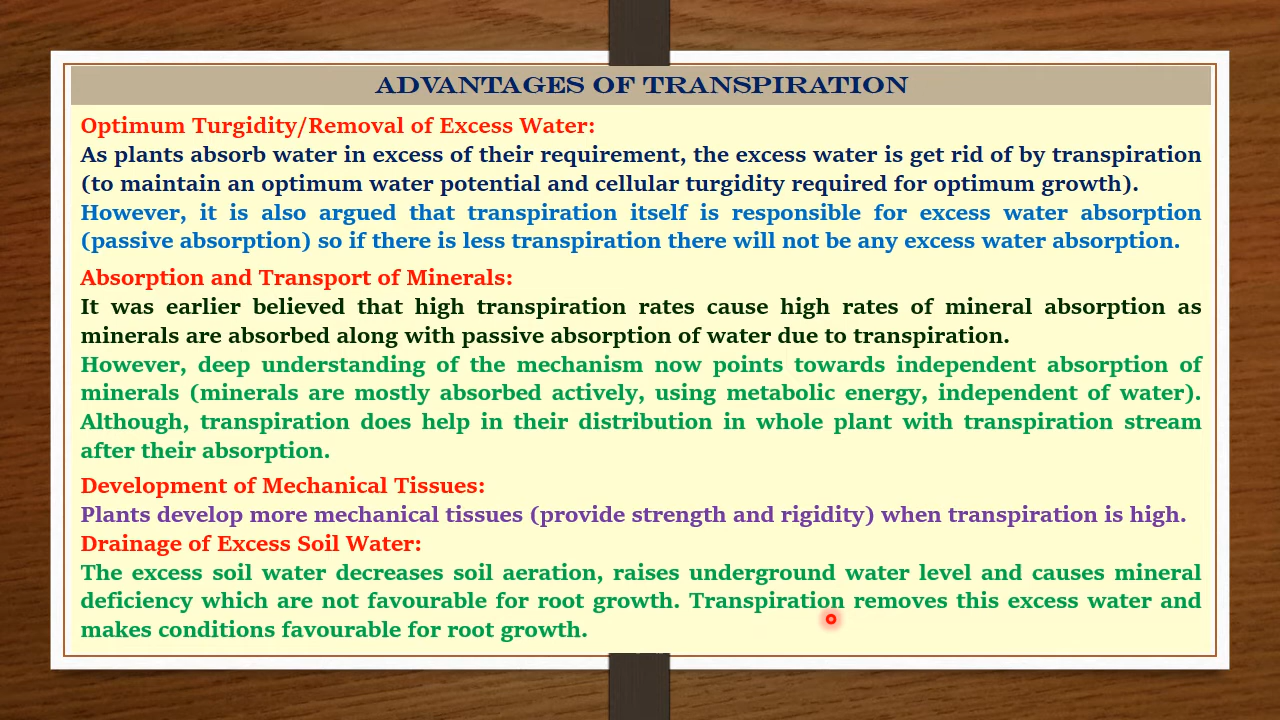 ADVANTAGES OF TRANSPIRATION
Optimum Turgidity/Removal of Excess Water:
As plants absorb water in excess of their requirement, the excess water is get rid of by transpiration
(to maintain an optimum water potential and cellular turgidity required for optimum growth).
However, it is also argued that transpiration itself is responsible for excess water absorption
(passive absorption) so if there is less transpiration there will not be any excess water absorption.
Absorption and Transport of Minerals:
It was earlier believed that high transpiration rates cause high rates of mineral absorption as
minerals are absorbed along with passive absorption of water due to transpiration.
However, deep understanding of the mechanism now points towards independent absorption of
minerals (minerals are mostly absorbed actively, using metabolic energy, independent of water).
Although, transpiration does help in their distribution in whole plant with transpiration stream
after their absorption.
Development of Mechanical Tissues:
Plants develop more mechanical tissues (provide strength and rigidity) when transpiration is high.
Drainage of Excess Soil Water:
The excess soil water decreases soil aeration, raises underground water level and causes mineral
deficiency which are not favourable for root growth. Transpiration removes this excess water and
makes conditions favourable for root growth.